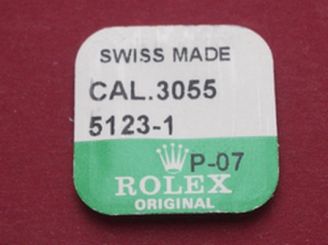 SWISS MADE
CAL.3055
5123-1
P-07
ROLEX
ORIGINAL